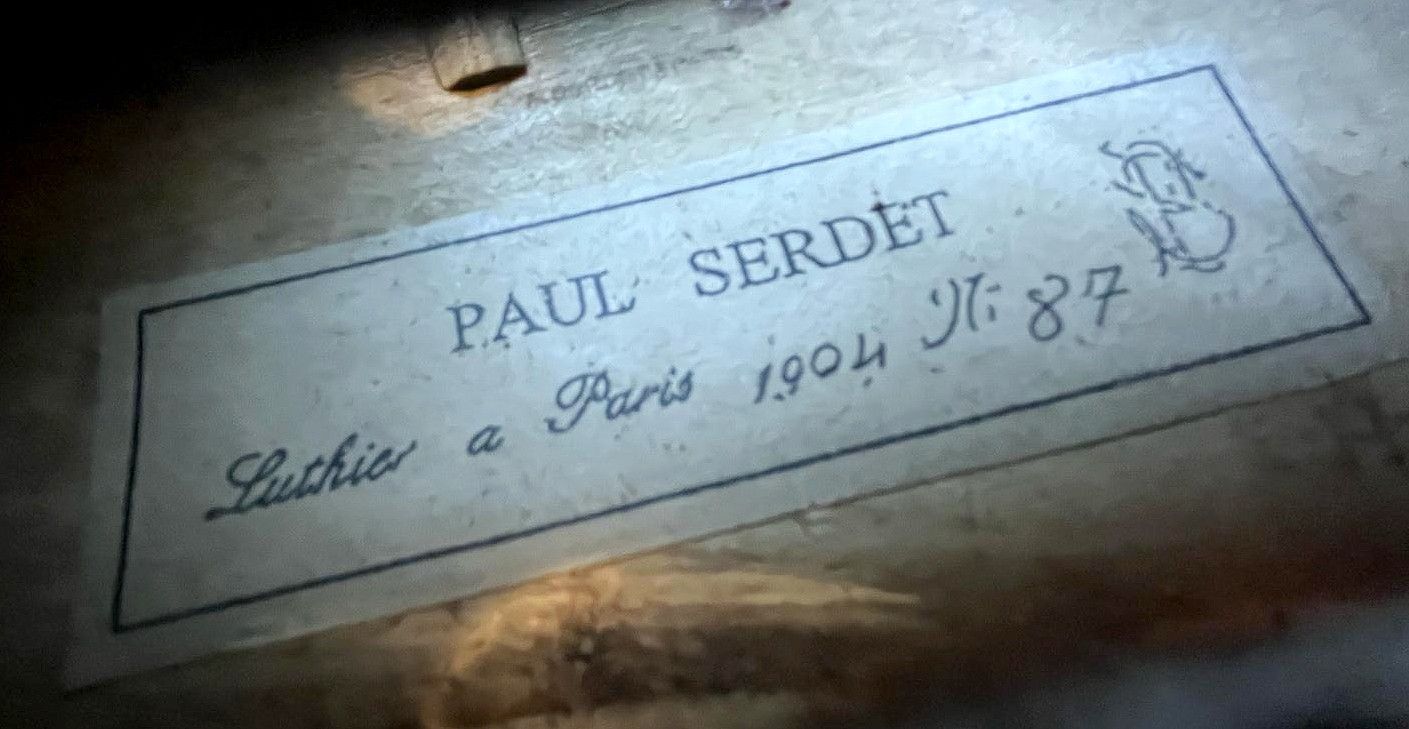 PAUL SERDET
Luthier a Paris 1904 N: 87